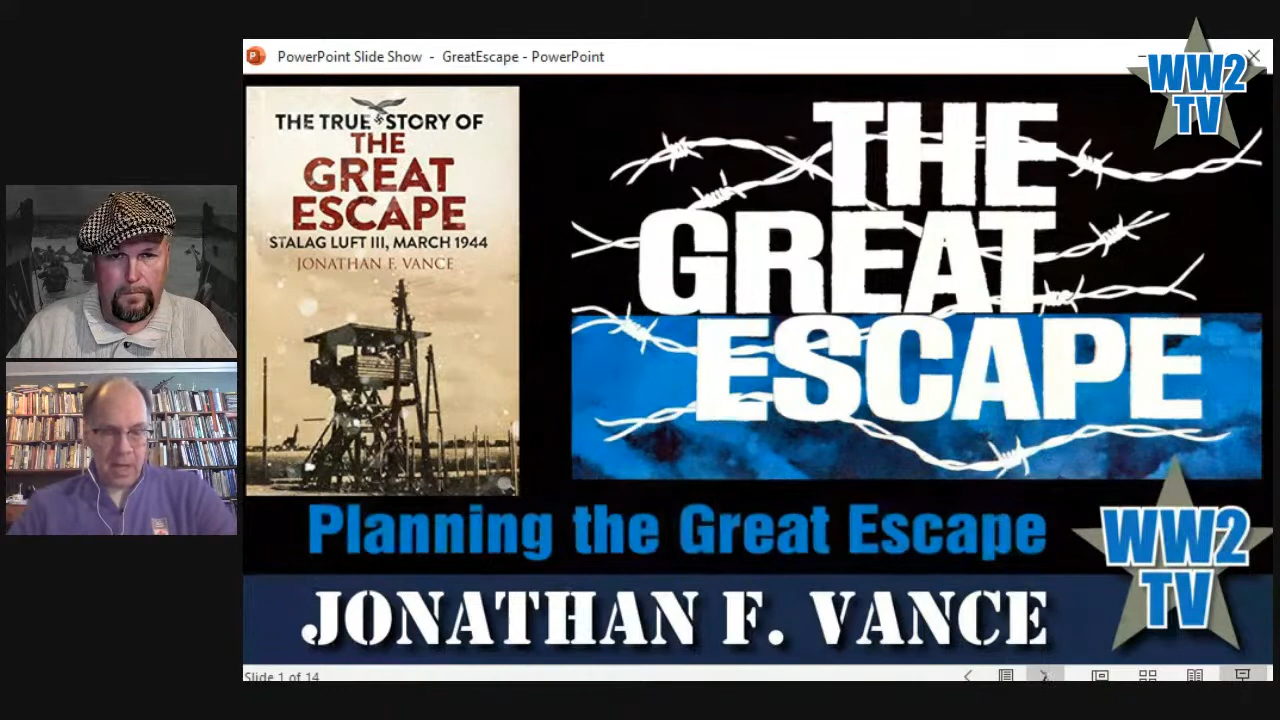 PowerPoint Slide Show - GreatEscape - PowerPoint
WW2
TV
THE TRUE STORY OF
THE
GREAT
ESCAPE
STALAG LUFT III, MARCH 1944
JONATHAN F. VANCE
THE
GREAT
ESCAPE
Planning the Great Escape
WW2
TV
JONATHAN F. VANCE
Slide 1 of 14